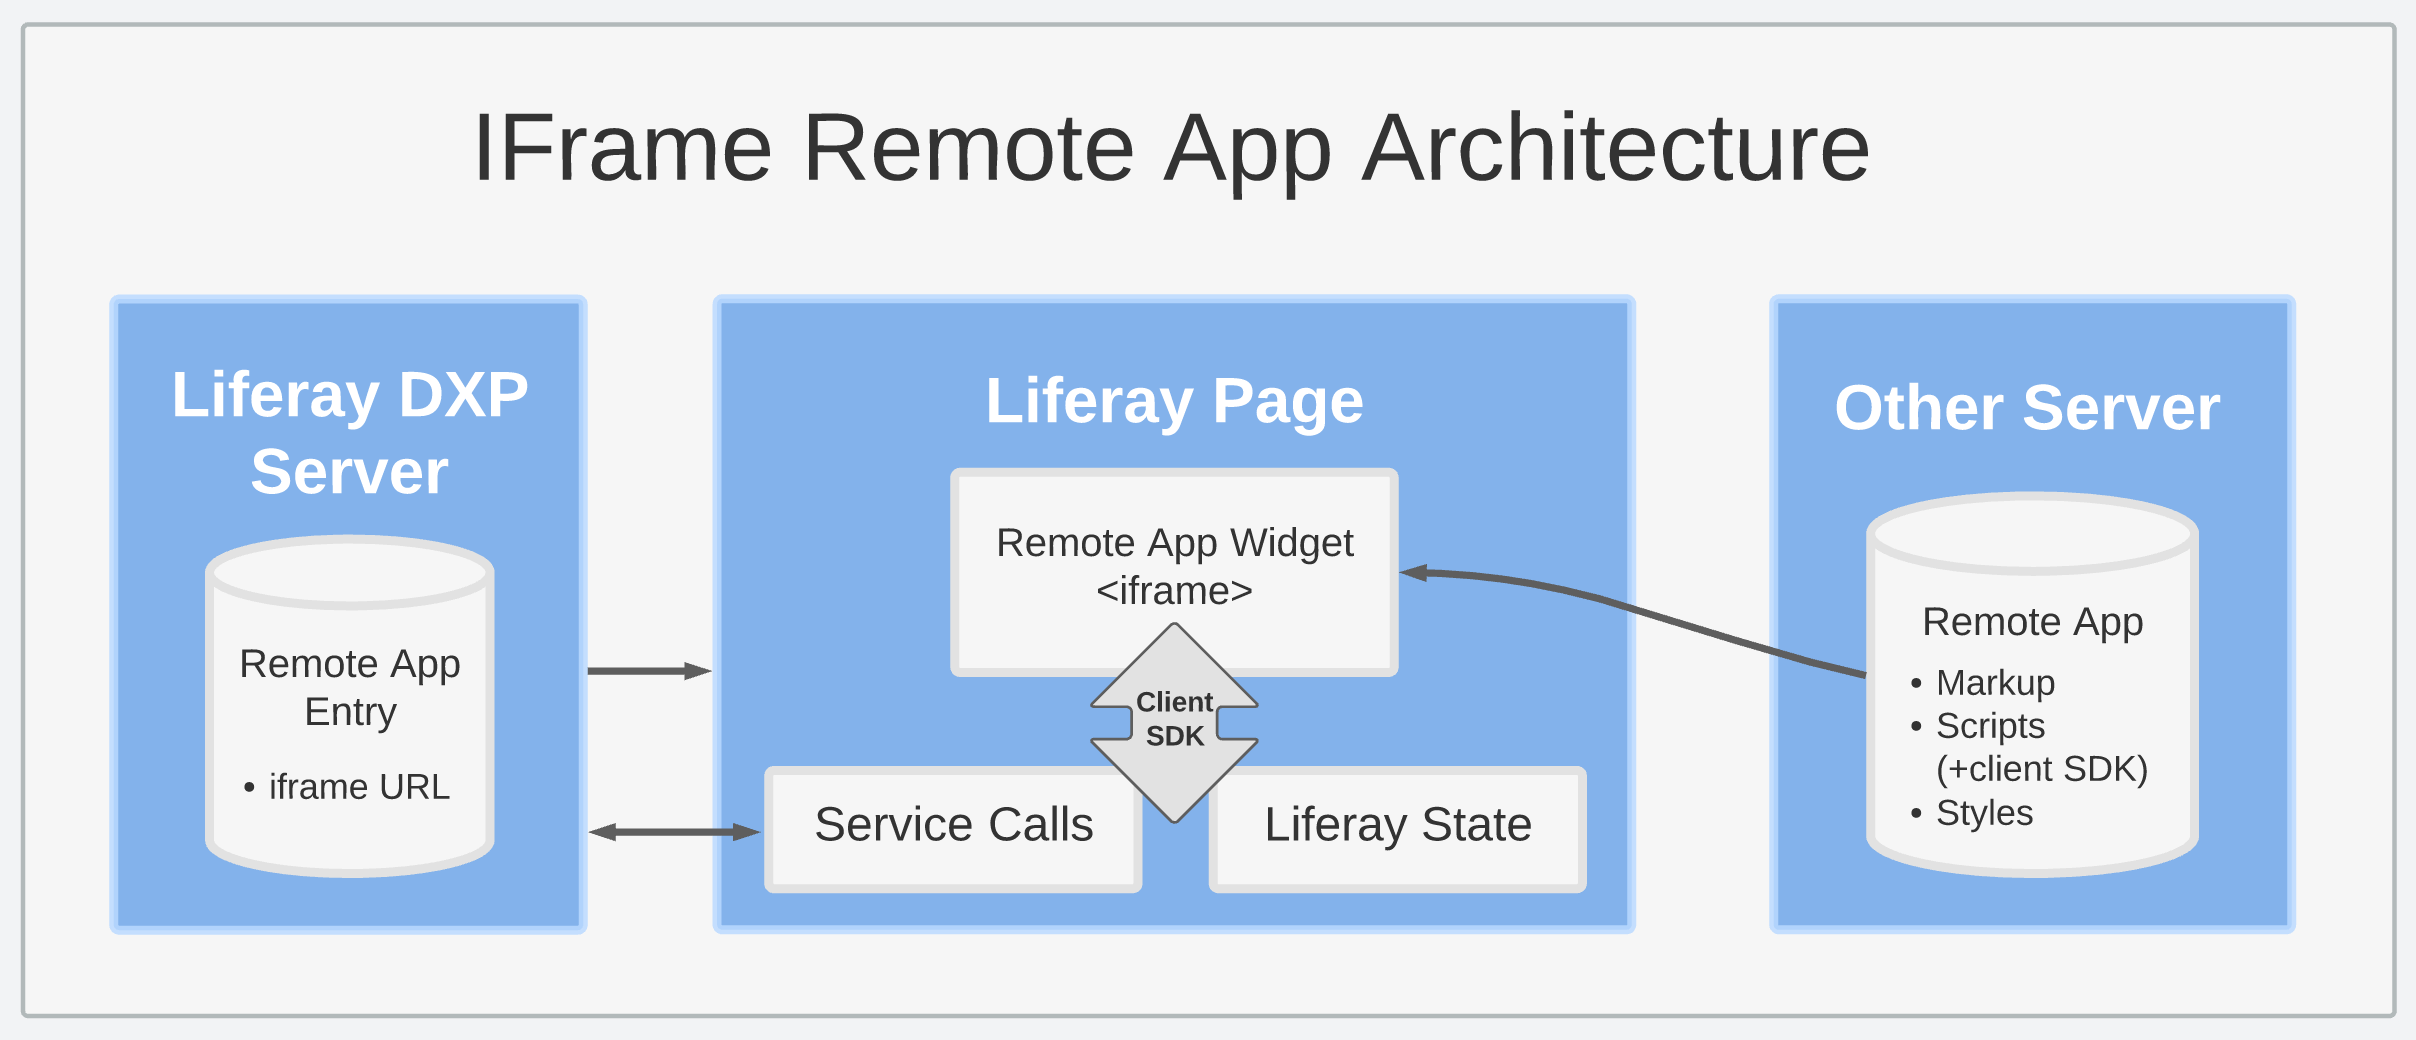 IFrame Remote App Architecture
Liferay DXP
Server
Remote App
Entry
• iframe URL
Liferay Page
Remote App Widget
<iframe>
Client
SDK
Service Calls
Liferay State
Other Server
Remote App
• Markup
• Scripts
(+client SDK)
• Styles